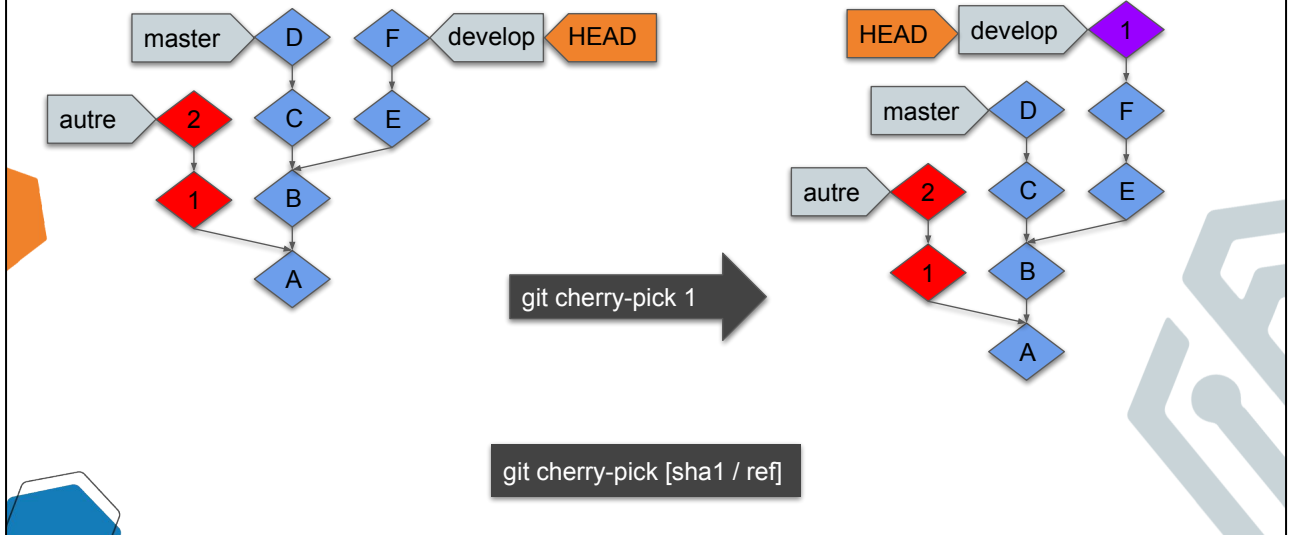 master
D
F
develop
HEAD
autre
2
C
E
1
B
A
git cherry-pick 1
HEAD
develop
1
master
D
F
autre
2
C
E
1
B
A
git cherry-pick [sha1 / ref]